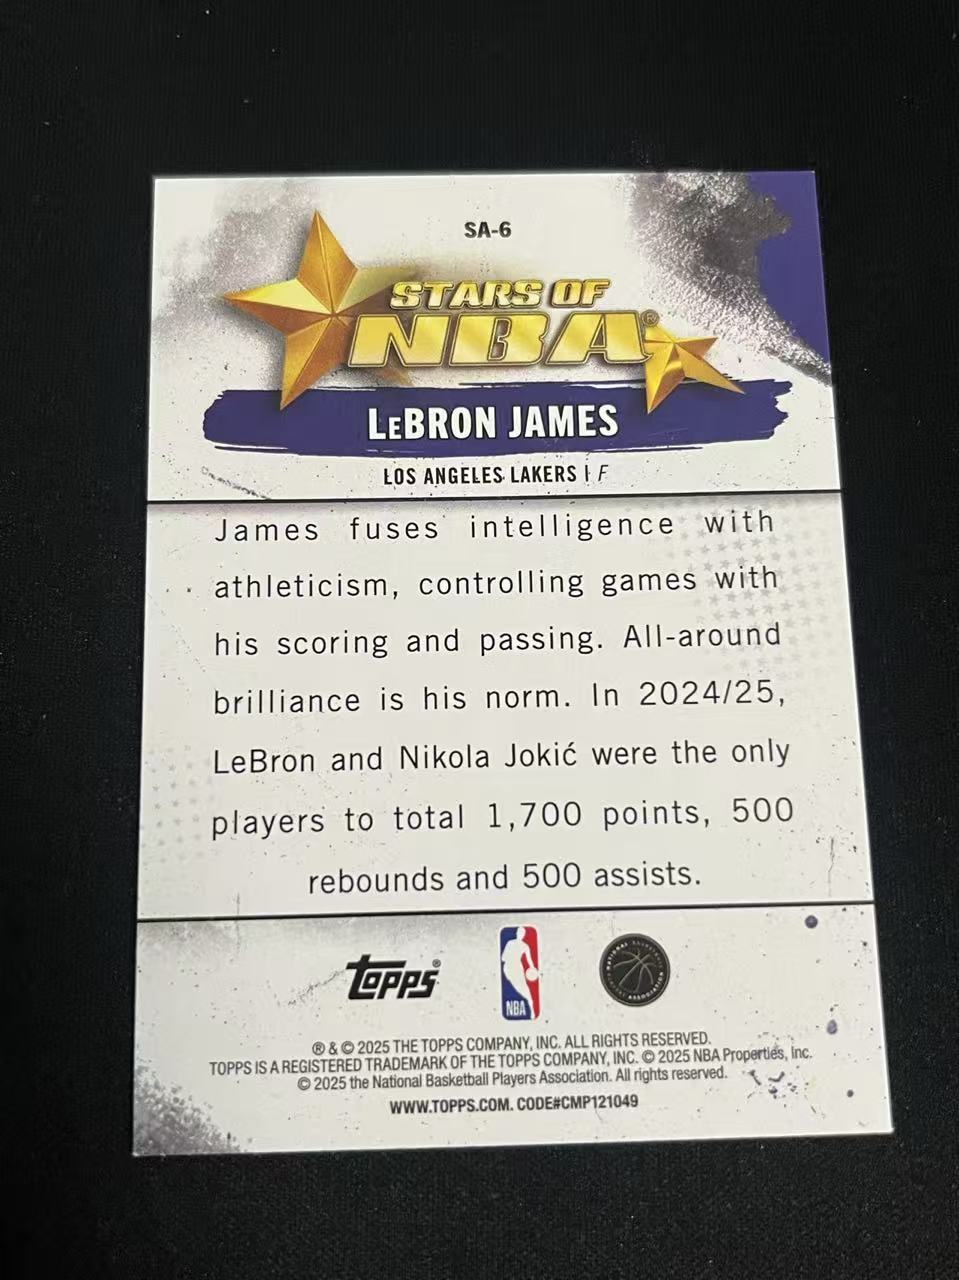 SA-6
STARS OF
NBA®
LeBRON JAMES
LOS ANGELES LAKERS | F
James fuses intelligence with
athleticism, controlling games with
his scoring and passing. All-around
brilliance is his norm. In 2024/25,
LeBron and Nikola Jokić were the only
players to total 1,700 points, 500
rebounds and 500 assists.
TOPPS®
NBA
NATIONAL BASKETBALL PLAYERS ASSOCIATION
® & © 2025 THE TOPPS COMPANY, INC. ALL RIGHTS RESERVED.
TOPPS IS A REGISTERED TRADEMARK OF THE TOPPS COMPANY, INC. © 2025 NBA Properties, Inc.
© 2025 the National Basketball Players Association. All rights reserved.
WWW.TOPPS.COM. CODE#CMP121049